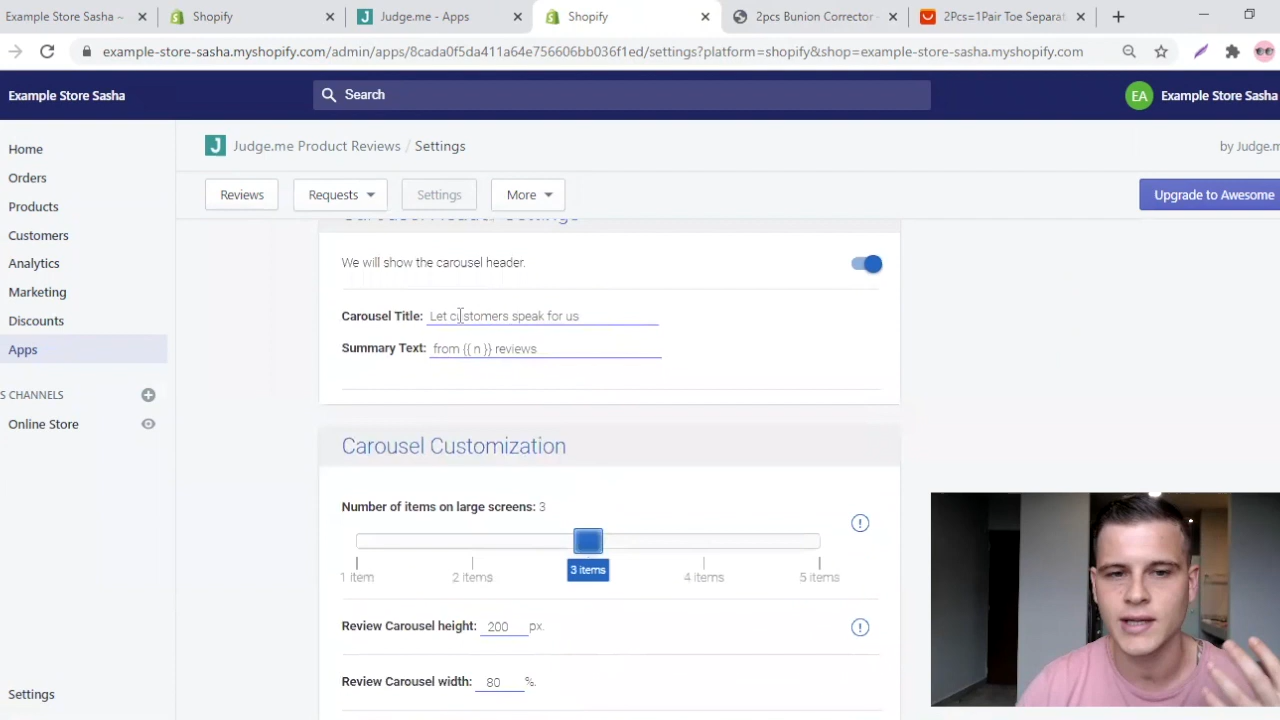 Example Store Sasha ~
Shopify
Judge.me - Apps
Shopify
2pcs Bunion Corrector -
2Pcs=1Pair Toe Separat
example-store-sasha.myshopify.com/admin/apps/8cada0f5da411a64e756606bb036f1ed/settings?platform=shopify&shop=example-store-sasha.myshopify.com
Example Store Sasha
Search
EA
Example Store Sasha
Home
Orders
Products
Customers
Analytics
Marketing
Discounts
Apps
S CHANNELS
Online Store
Settings
J
Judge.me Product Reviews / Settings
by Judge.m
Reviews
Requests
Settings
More
Upgrade to Awesome
Carousel Header Settings
We will show the carousel header.
Carousel Title: Let customers speak for us
Summary Text: from {{ n }} reviews
Carousel Customization
Number of items on large screens: 3
1 item
2 items
3 items
4 items
5 items
Review Carousel height: 200 px.
Review Carousel width: 80 %.